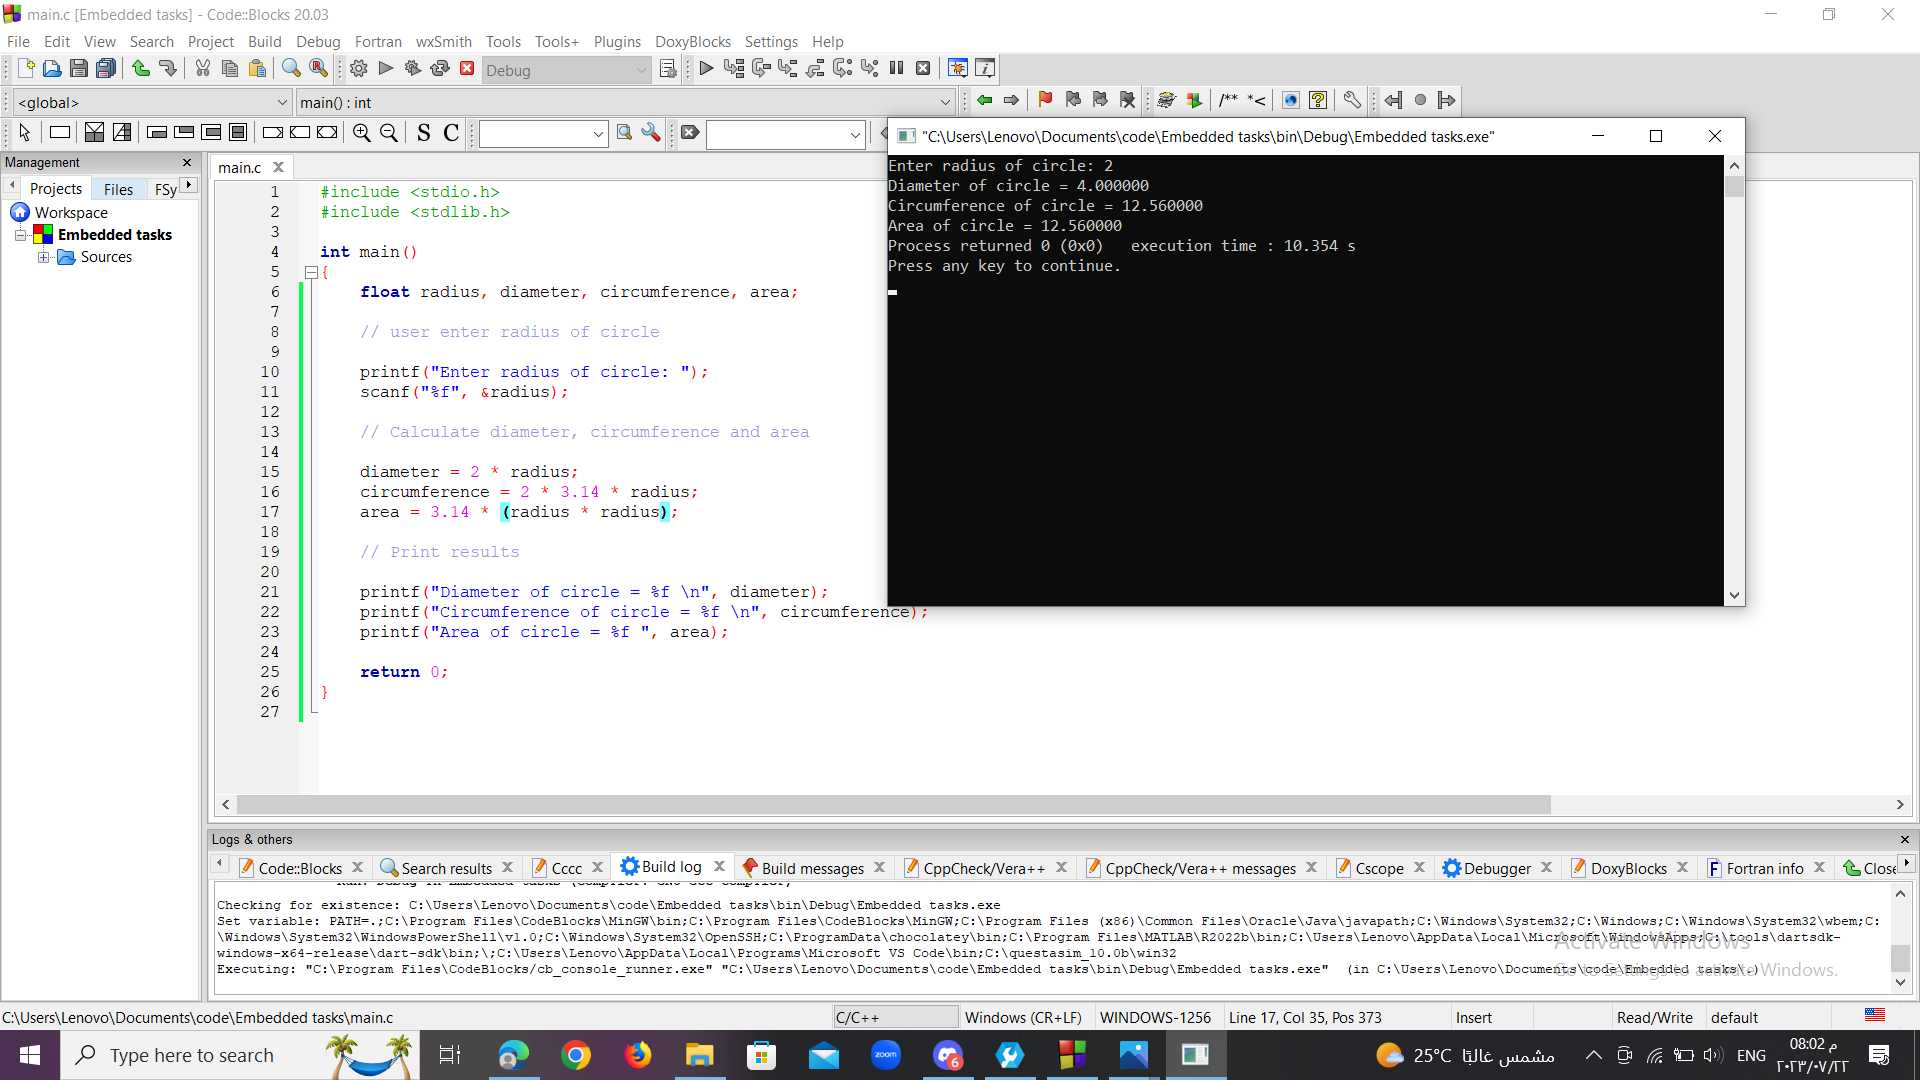 main.c [Embedded tasks] - Code::Blocks 20.03
File Edit View Search Project Build Debug Fortran wxSmith Tools Tools+ Plugins DoxyBlocks Settings Help
Debug
<global> main() : int /** *<
S C
Management
Projects Files FSy
Workspace
Embedded tasks
Sources
main.c
1 #include <stdio.h>
2 #include <stdlib.h>
3
4 int main()
5 {
6 float radius, diameter, circumference, area;
7
8 // user enter radius of circle
9
10 printf("Enter radius of circle: ");
11 scanf("%f", &radius);
12
13 // Calculate diameter, circumference and area
14
15 diameter = 2 * radius;
16 circumference = 2 * 3.14 * radius;
17 area = 3.14 * (radius * radius);
18
19 // Print results
20
21 printf("Diameter of circle = %f \n", diameter);
22 printf("Circumference of circle = %f \n", circumference);
23 printf("Area of circle = %f ", area);
24
25 return 0;
26 }
27
"C:\Users\Lenovo\Documents\code\Embedded tasks\bin\Debug\Embedded tasks.exe"
Enter radius of circle: 2
Diameter of circle = 4.000000
Circumference of circle = 12.560000
Area of circle = 12.560000
Process returned 0 (0x0) execution time : 10.354 s
Press any key to continue.
Logs & others
Code::Blocks Search results Cccc Build log Build messages CppCheck/Vera++ CppCheck/Vera++ messages Cscope Debugger DoxyBlocks Fortran info Close
Checking for existence: C:\Users\Lenovo\Documents\code\Embedded tasks\bin\Debug\Embedded tasks.exe
Set variable: PATH=.;C:\Program Files\CodeBlocks\MinGW\bin;C:\Program Files\CodeBlocks\MinGW;C:\Program Files (x86)\Common Files\Oracle\Java\javapath;C:\Windows\System32;C:\Windows;C:\Windows\System32\wbem;C:
\Windows\System32\WindowsPowerShell\v1.0;C:\Windows\System32\OpenSSH;C:\ProgramData\chocolatey\bin;C:\Program Files\MATLAB\R2022b\bin;C:\Users\Lenovo\AppData\Local\Microsoft\WindowsApps;C:\tools\dartsdk-
windows-x64-release\dart-sdk\bin;\;C:\Users\Lenovo\AppData\Local\Programs\Microsoft VS Code\bin;C:\questasim_10.0b\win32
Executing: "C:\Program Files\CodeBlocks/cb_console_runner.exe" "C:\Users\Lenovo\Documents\code\Embedded tasks\bin\Debug\Embedded tasks.exe" (in C:\Users\Lenovo\Documents\code\Embedded tasks\.)
Activate Windows
Go to Settings to activate Windows.
C:\Users\Lenovo\Documents\code\Embedded tasks\main.c C/C++ Windows (CR+LF) WINDOWS-1256 Line 17, Col 35, Pos 373 Insert Read/Write default
Type here to search zoom 6 25°C مشمس غالبًا ENG
08:02 م
٢٠٢٣/٠٧/٢٢